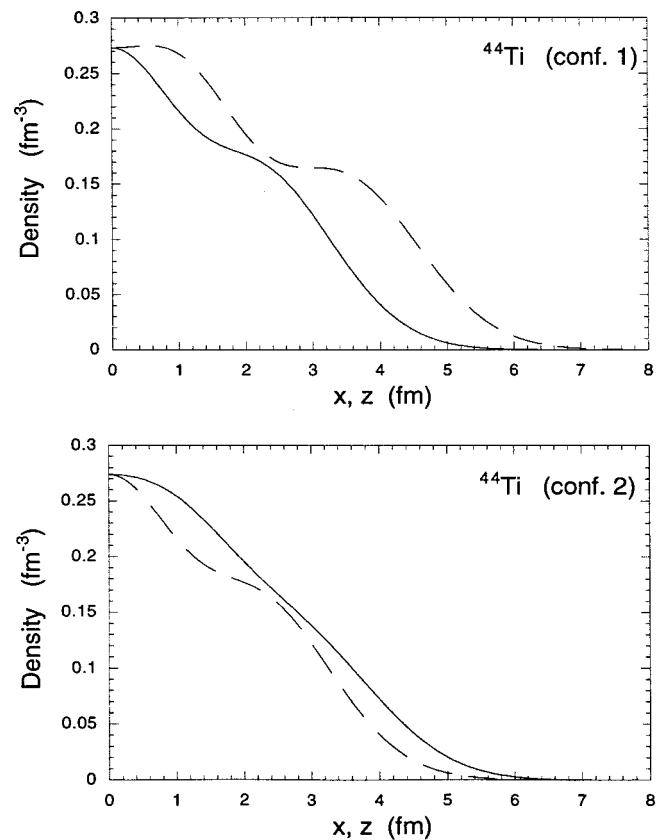 0.3
⁴⁴Ti (conf. 1)
0.25
0.2
0.15
0.1
0.05
0
Density (fm⁻³)
0 1 2 3 4 5 6 7 8
x, z (fm)
0.3
⁴⁴Ti (conf. 2)
0.25
0.2
0.15
0.1
0.05
0
Density (fm⁻³)
0 1 2 3 4 5 6 7 8
x, z (fm)